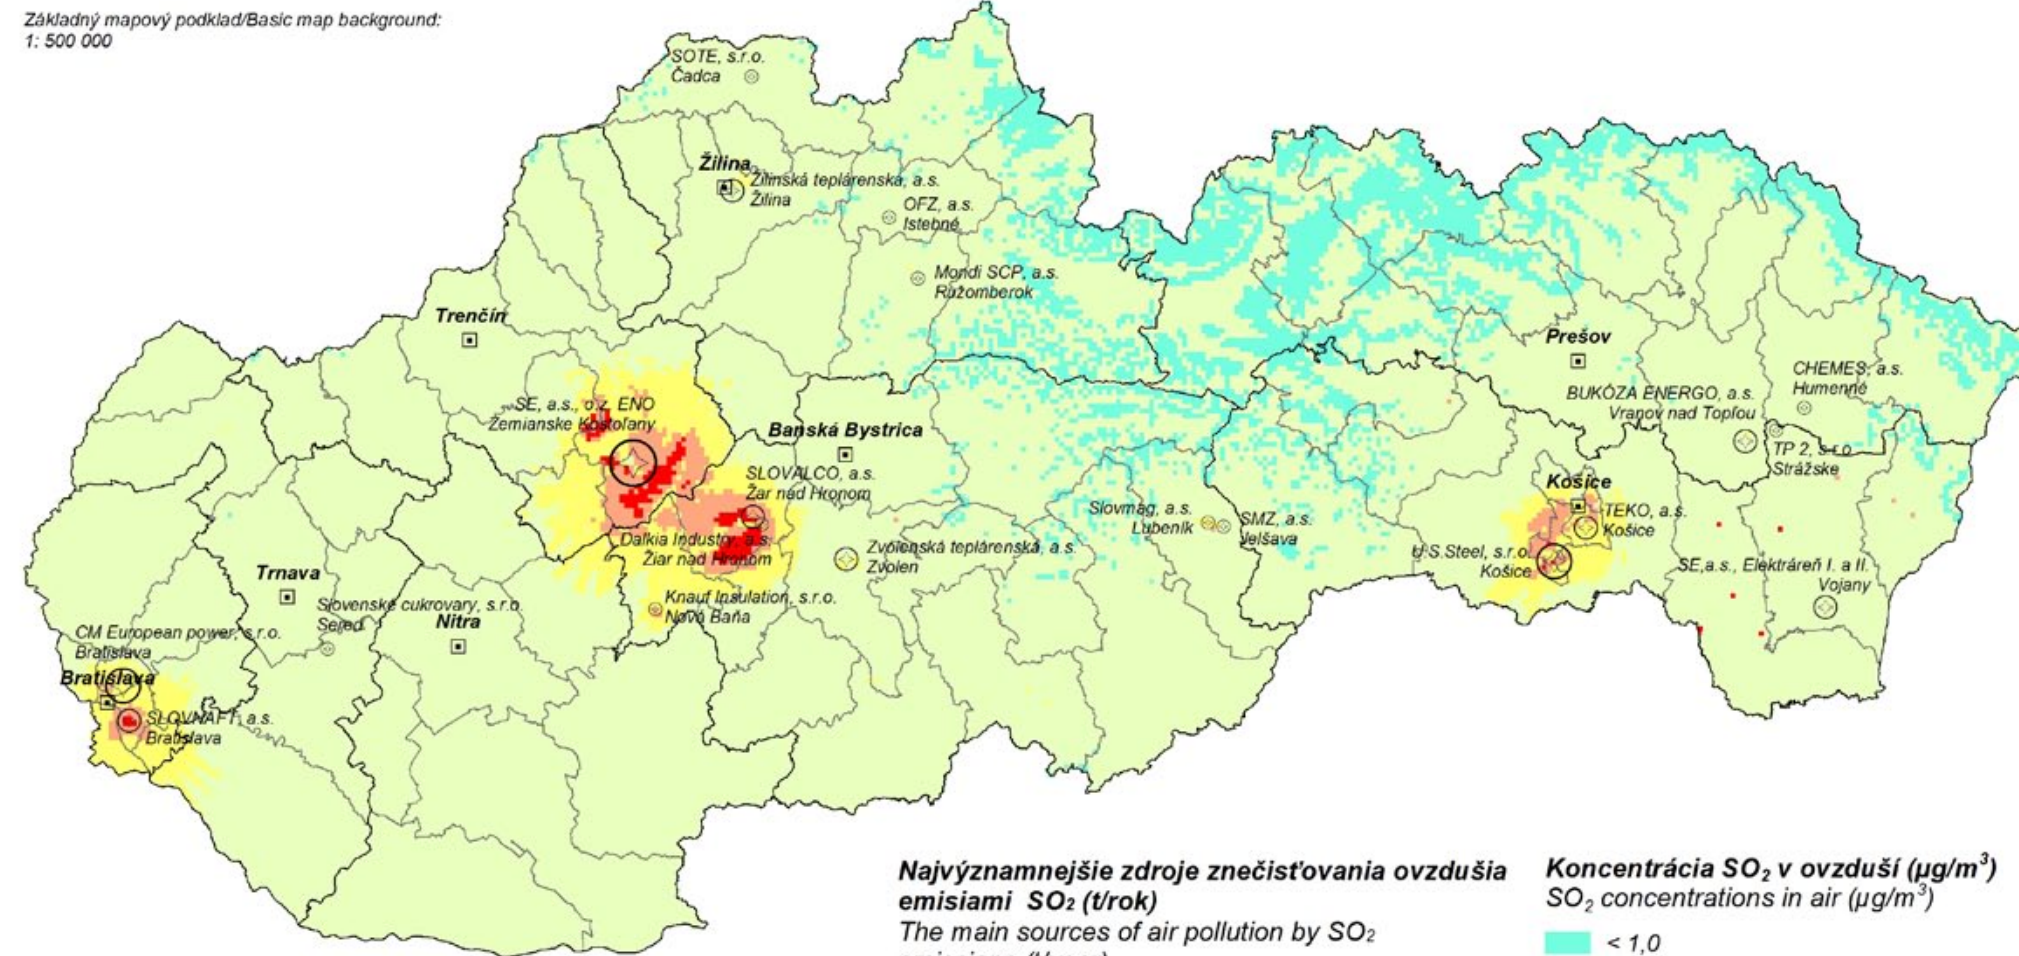 Základný mapový podklad/Basic map background:
1: 500 000
SOTE, s.r.o.
Čadca
Žilina
Žilinská teplárenská, a.s.
Žilina
OFZ, a.s.
Istebné
Mondi SCP, a.s.
Ružomberok
Trenčín
Prešov
CHEMES, a.s.
Humenné
BUKÓZA ENERGO, a.s.
Vranov nad Topľou
TP 2, s.r.o.
Strážske
SE, a.s., o.z. ENO
Zemianske Kostoľany
Banská Bystrica
SLOVALCO, a.s.
Žar nad Hronom
Košice
TEKO, a.s.
Košice
Slovmag, a.s.
Lubeník
SMZ, a.s.
Jelšava
Dalkia Industry, a.s.
Žiar nad Hronom
Zvolenská teplárenská, a.s.
Zvolen
U.S.Steel, s.r.o.
Košice
SE,a.s., Elektráreň I. a II.
Vojany
Trnava
Slovenské cukrovary, s.r.o.
Sereď
Nitra
Knauf Insulation, s.r.o.
Nová Baňa
CM European power, s.r.o.
Bratislava
Bratislava
SLOVNAFT, a.s.
Bratislava
Najvýznamnejšie zdroje znečisťovania ovzdušia
emisiami SO₂ (t/rok)
The main sources of air pollution by SO₂
Koncentrácia SO₂ v ovzduší (µg/m³)
SO₂ concentrations in air (µg/m³)
< 1,0